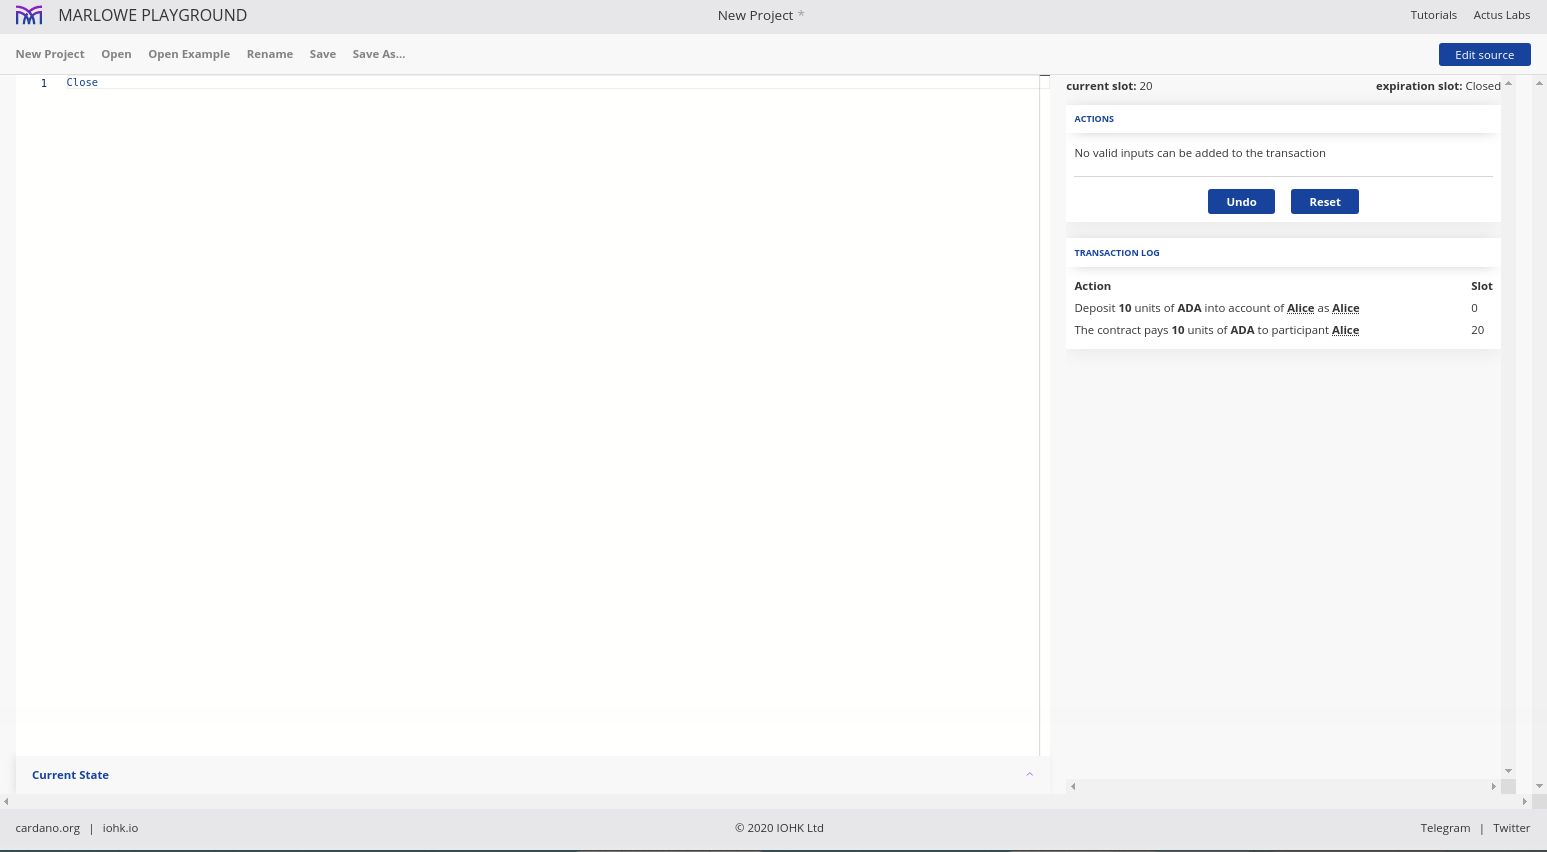 MARLOWE PLAYGROUND New Project * Tutorials Actus Labs
New Project Open Open Example Rename Save Save As... Edit source
1 Close
current slot: 20 expiration slot: Closed
ACTIONS
No valid inputs can be added to the transaction
Undo Reset
TRANSACTION LOG
Action Slot
Deposit 10 units of ADA into account of Alice as Alice 0
The contract pays 10 units of ADA to participant Alice 20
Current State
cardano.org | iohk.io © 2020 IOHK Ltd Telegram | Twitter